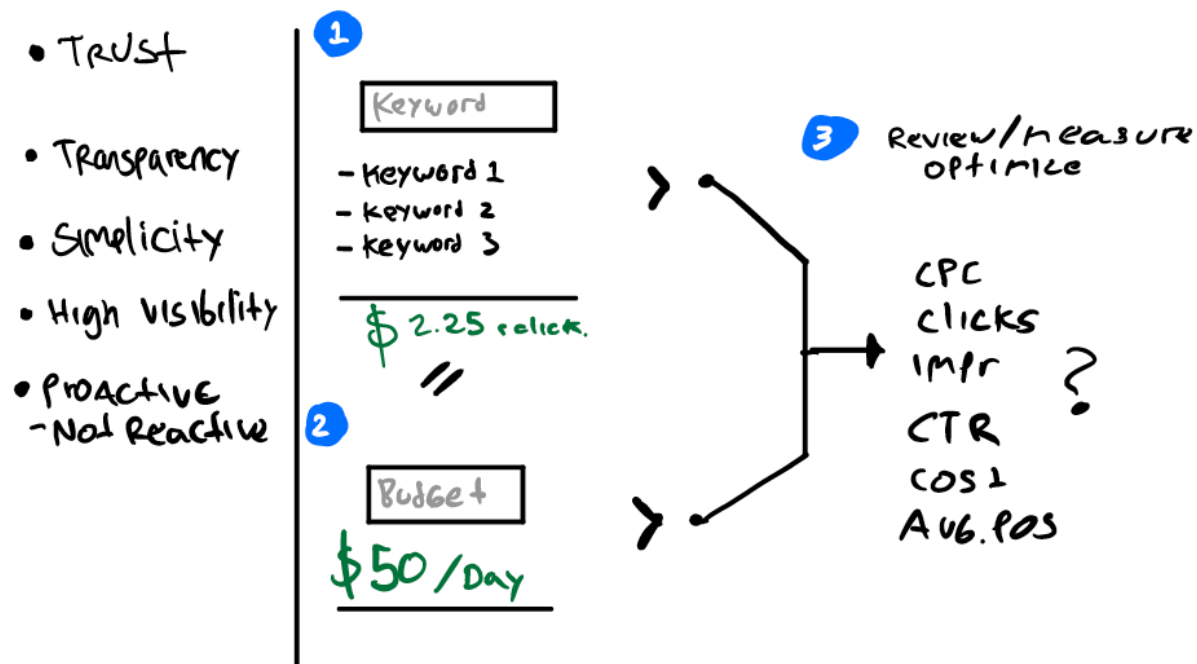 • Trust
• Transparency
• Simplicity
• High Visibility
• Proactive
- Not Reactive
1
Keyword
- Keyword 1
- Keyword 2
- Keyword 3
$ 2.25 click.
2
Budget
$50/Day
3 Review/measure
optimize
CPC
Clicks
Impr
?
CTR
Cost
Avg. Pos